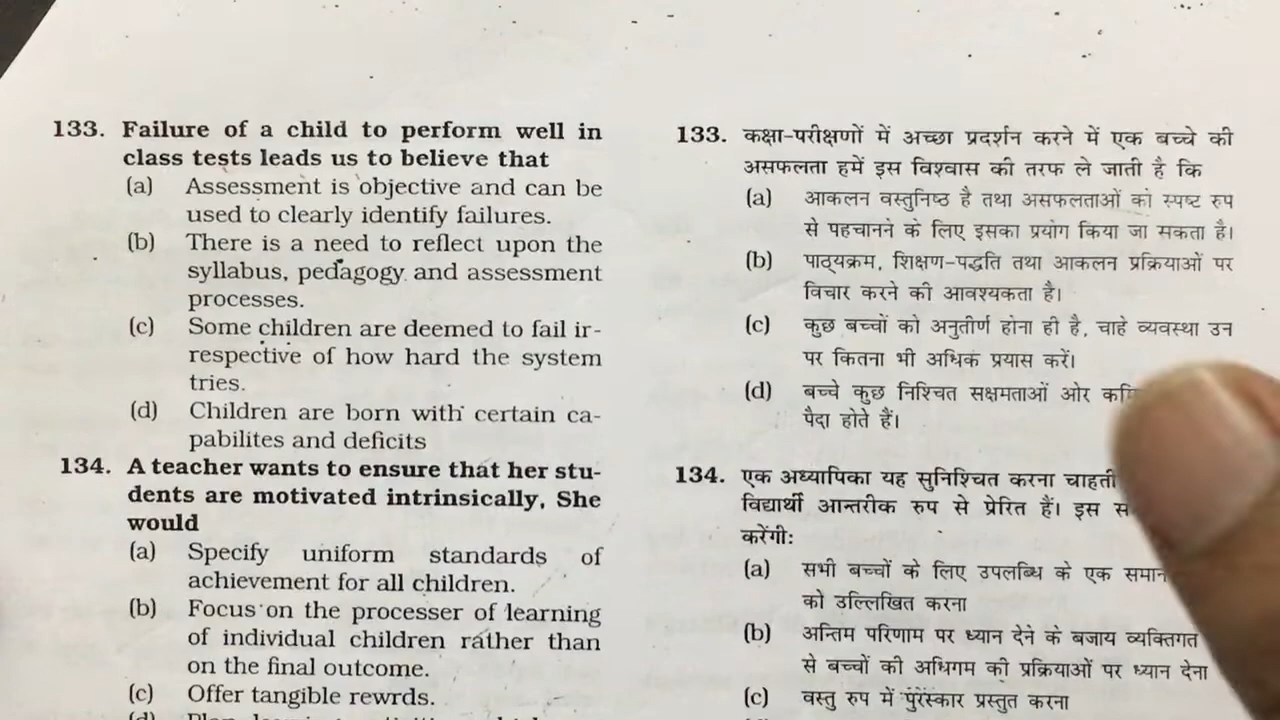 133. Failure of a child to perform well in
class tests leads us to believe that
(a) Assessment is objective and can be
used to clearly identify failures.
(b) There is a need to reflect upon the
syllabus, pedagogy and assessment
processes.
(c) Some children are deemed to fail ir-
respective of how hard the system
tries.
(d) Children are born with certain ca-
pabilites and deficits
134. A teacher wants to ensure that her stu-
dents are motivated intrinsically, She
would
(a) Specify uniform standards of
achievement for all children.
(b) Focus on the processer of learning
of individual children rather than
on the final outcome.
(c) Offer tangible rewrds.
133. कक्षा-परीक्षणों में अच्छा प्रदर्शन करने में एक बच्चे की
असफलता हमें इस विश्वास की तरफ ले जाती है कि
(a) आकलन वस्तुनिष्ठ है तथा असफलताओं को स्पष्ट रुप
से पहचानने के लिए इसका प्रयोग किया जा सकता है।
(b) पाठ्यक्रम, शिक्षण-पद्धति तथा आकलन प्रक्रियाओं पर
विचार करने की आवश्यकता है।
(c) कुछ बच्चों को अनुतीर्ण होना ही है, चाहे व्यवस्था उन
पर कितना भी अधिक प्रयास करें।
(d) बच्चे कुछ निश्चित सक्षमताओं ओर
पैदा होते हैं।
134. एक अध्यापिका यह सुनिश्चित करना चाहती
विद्यार्थी आन्तरीक रुप से प्रेरित हैं। इस
करेंगी:
(a) सभी बच्चों के लिए उपलब्धि के एक समान
को उल्लिखित करना
(b) अन्तिम परिणाम पर ध्यान देने के बजाय व्यक्तिगत
से बच्चों की अधिगम की प्रक्रियाओं पर ध्यान देना
(c) वस्तु रुप में पुरेस्कार प्रस्तुत करना